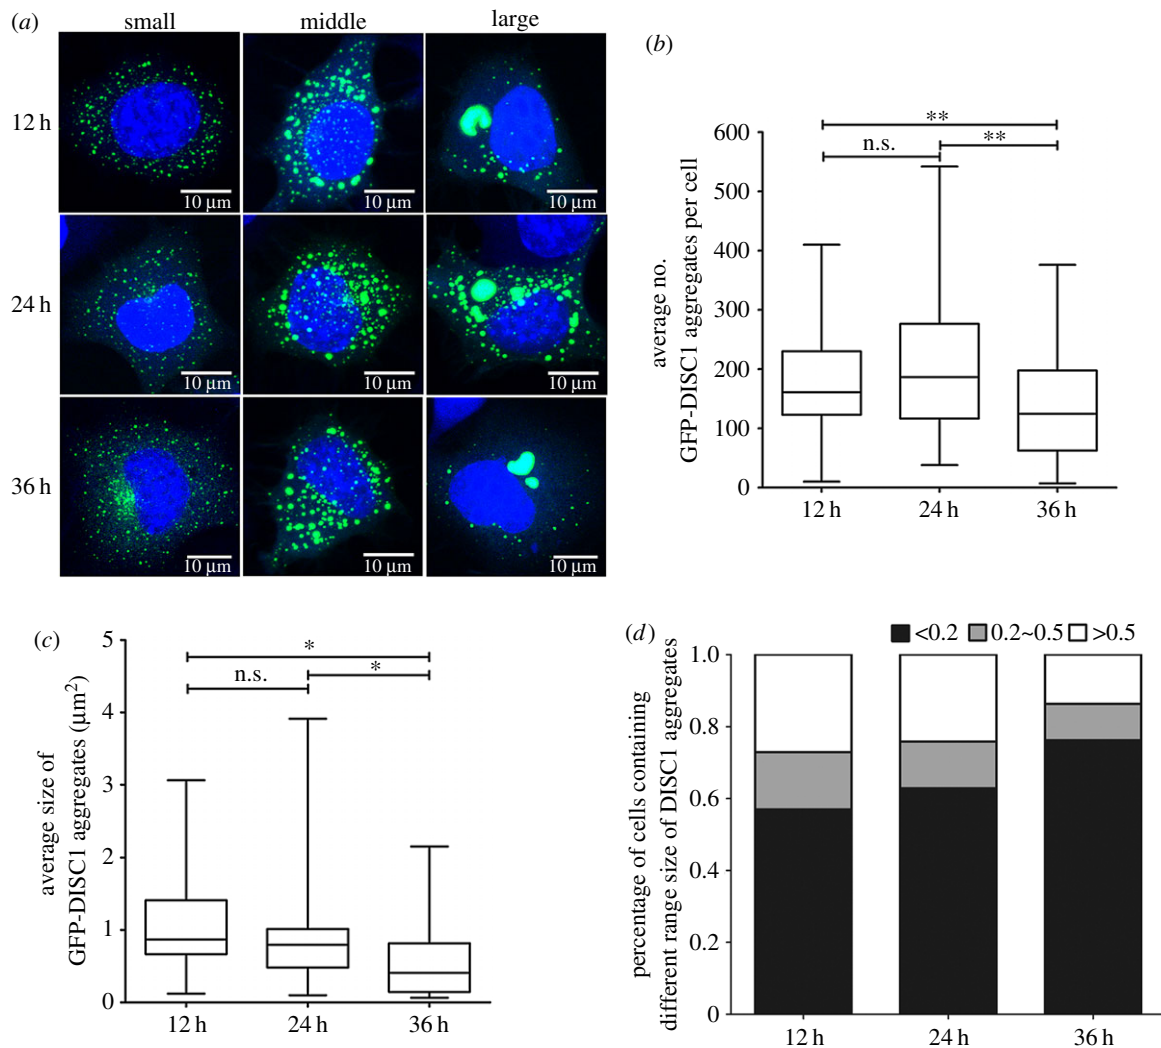 (a)
small middle large
12 h
10 µm 10 µm 10 µm
24 h
10 µm 10 µm 10 µm
36 h
10 µm 10 µm 10 µm
(b)
average no.
GFP-DISC1 aggregates per cell
**
n.s. **
600
500
400
300
200
100
0
12 h 24 h 36 h
(c)
average size of
GFP-DISC1 aggregates (µm²)
*
n.s. *
5
4
3
2
1
0
12 h 24 h 36 h
(d)
<0.2 0.2~0.5 >0.5
percentage of cells containing
different range size of DISC1 aggregates
1.0
0.8
0.6
0.4
0.2
0
12 h 24 h 36 h